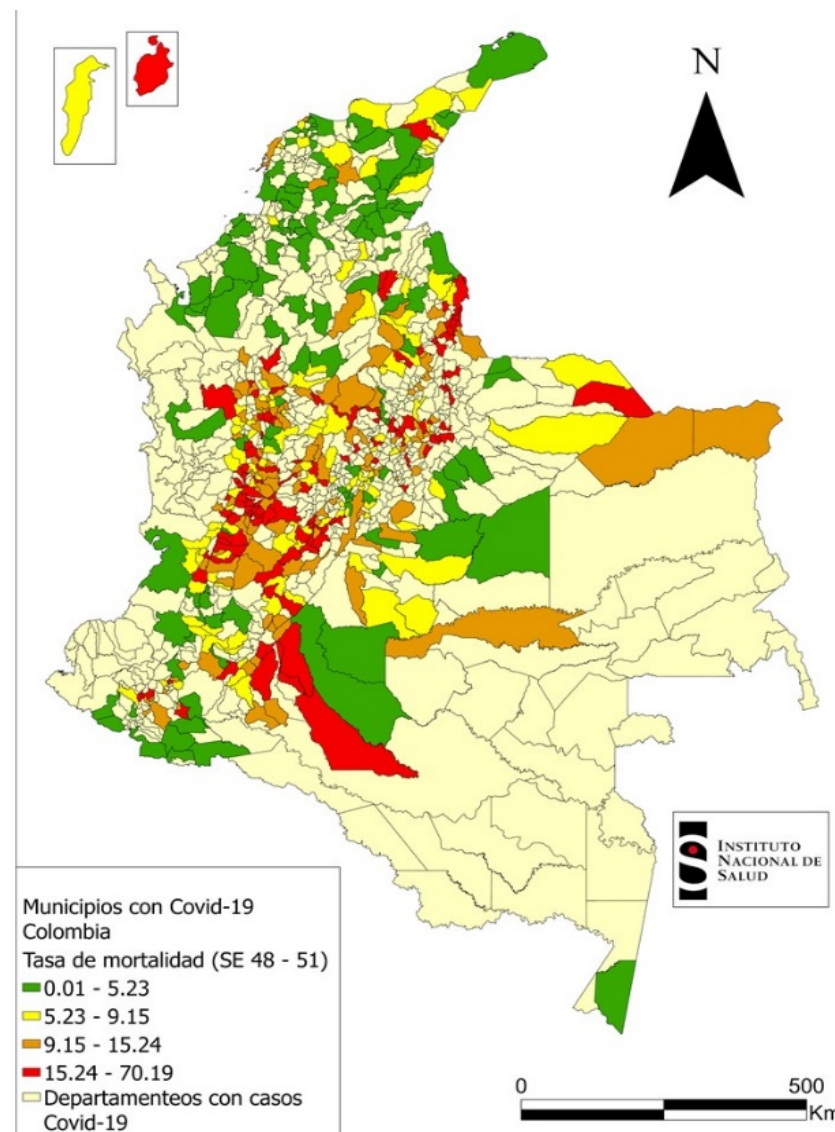 N
INSTITUTO
NACIONAL DE
SALUD
Municipios con Covid-19
Colombia
Tasa de mortalidad (SE 48 - 51)
0.01 - 5.23
5.23 - 9.15
9.15 - 15.24
15.24 - 70.19
Departamenteos con casos
Covid-19
0 500
Km